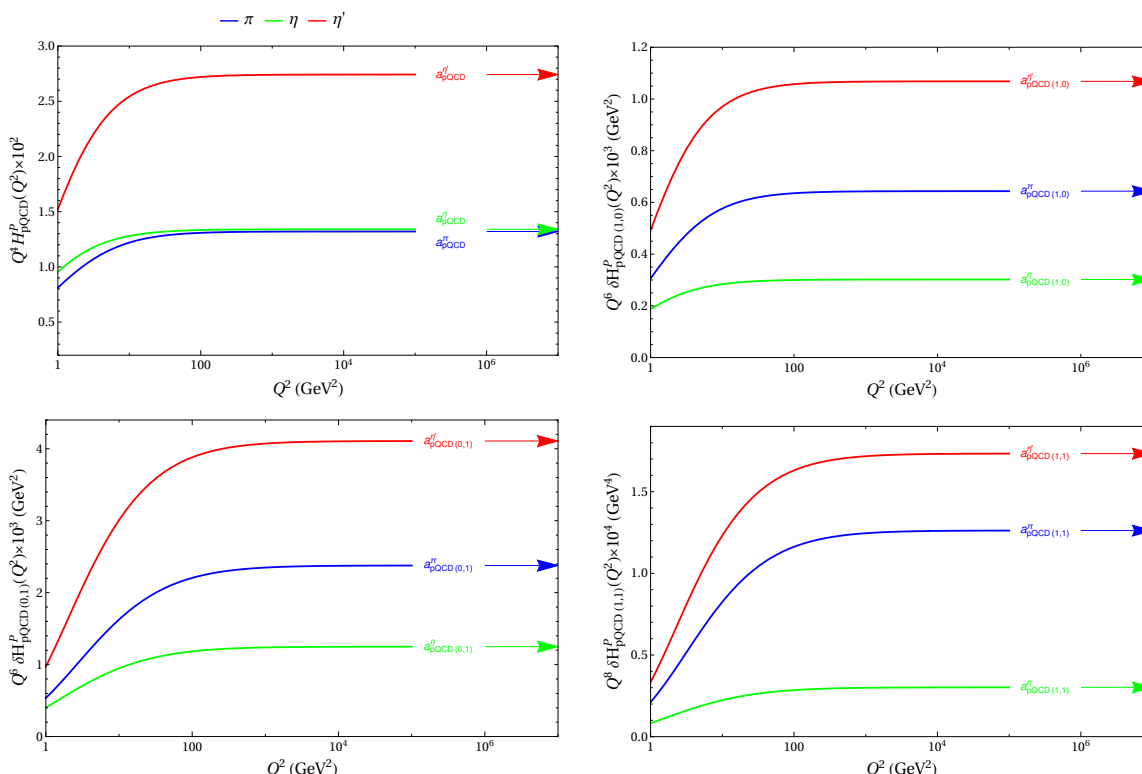 π η η'
Q⁴ H^P_pQCD(Q²)×10²
3.0
2.5
2.0
1.5
1.0
0.5
a^η'_pQCD
a^η_pQCD
a^π_pQCD
1 100 10⁴ 10⁶
Q² (GeV²)
Q⁶ δH^P_pQCD (1,0)(Q²)×10³ (GeV²)
1.2
1.0
0.8
0.6
0.4
0.2
0.0
a^η'_pQCD (1,0)
a^π_pQCD (1,0)
a^η_pQCD (1,0)
1 100 10⁴ 10⁶
Q² (GeV²)
Q⁶ δH^P_pQCD (0,1)(Q²)×10³ (GeV²)
4
3
2
1
0
a^η'_pQCD (0,1)
a^π_pQCD (0,1)
a^η_pQCD (0,1)
1 100 10⁴ 10⁶
Q² (GeV²)
Q⁸ δH^P_pQCD (1,1)(Q²)×10⁴ (GeV⁴)
1.5
1.0
0.5
0.0
a^η'_pQCD (1,1)
a^π_pQCD (1,1)
a^η_pQCD (1,1)
1 100 10⁴ 10⁶
Q² (GeV²)